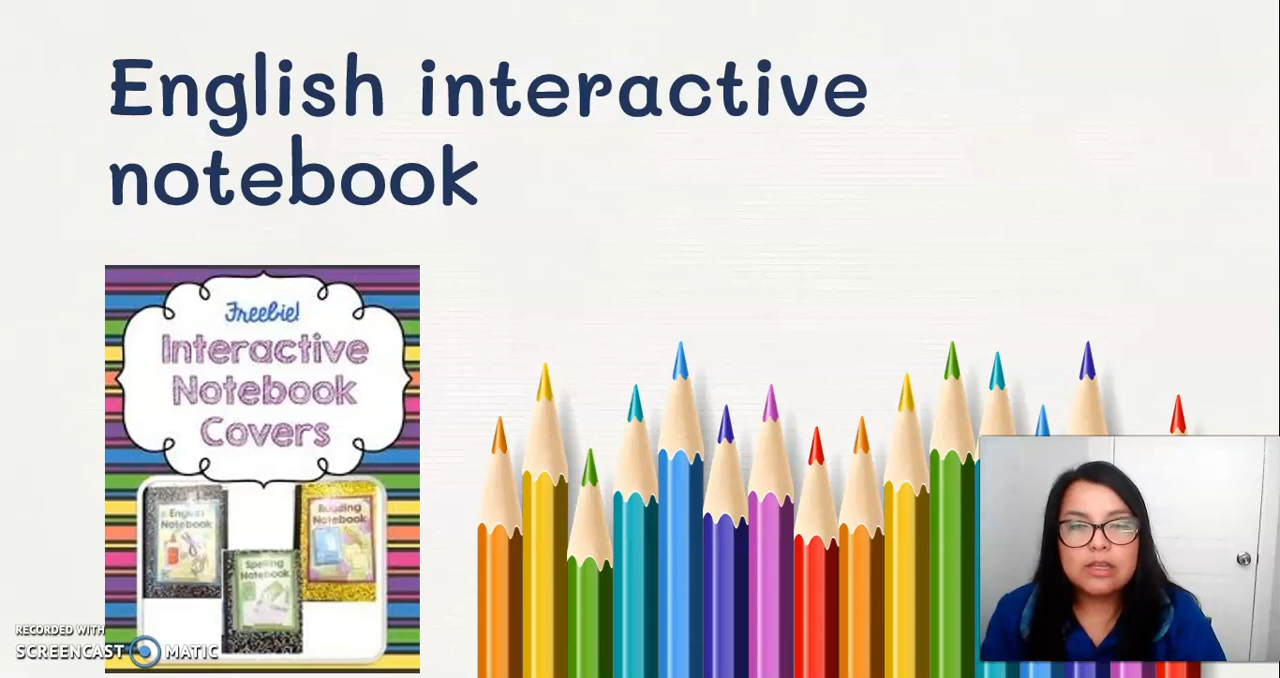 English interactive
notebook
Freebie!
Interactive
Notebook
Covers
English
Notebook
Reading
Notebook
Spelling
Notebook
RECORDED WITH
SCREENCAST MATIC